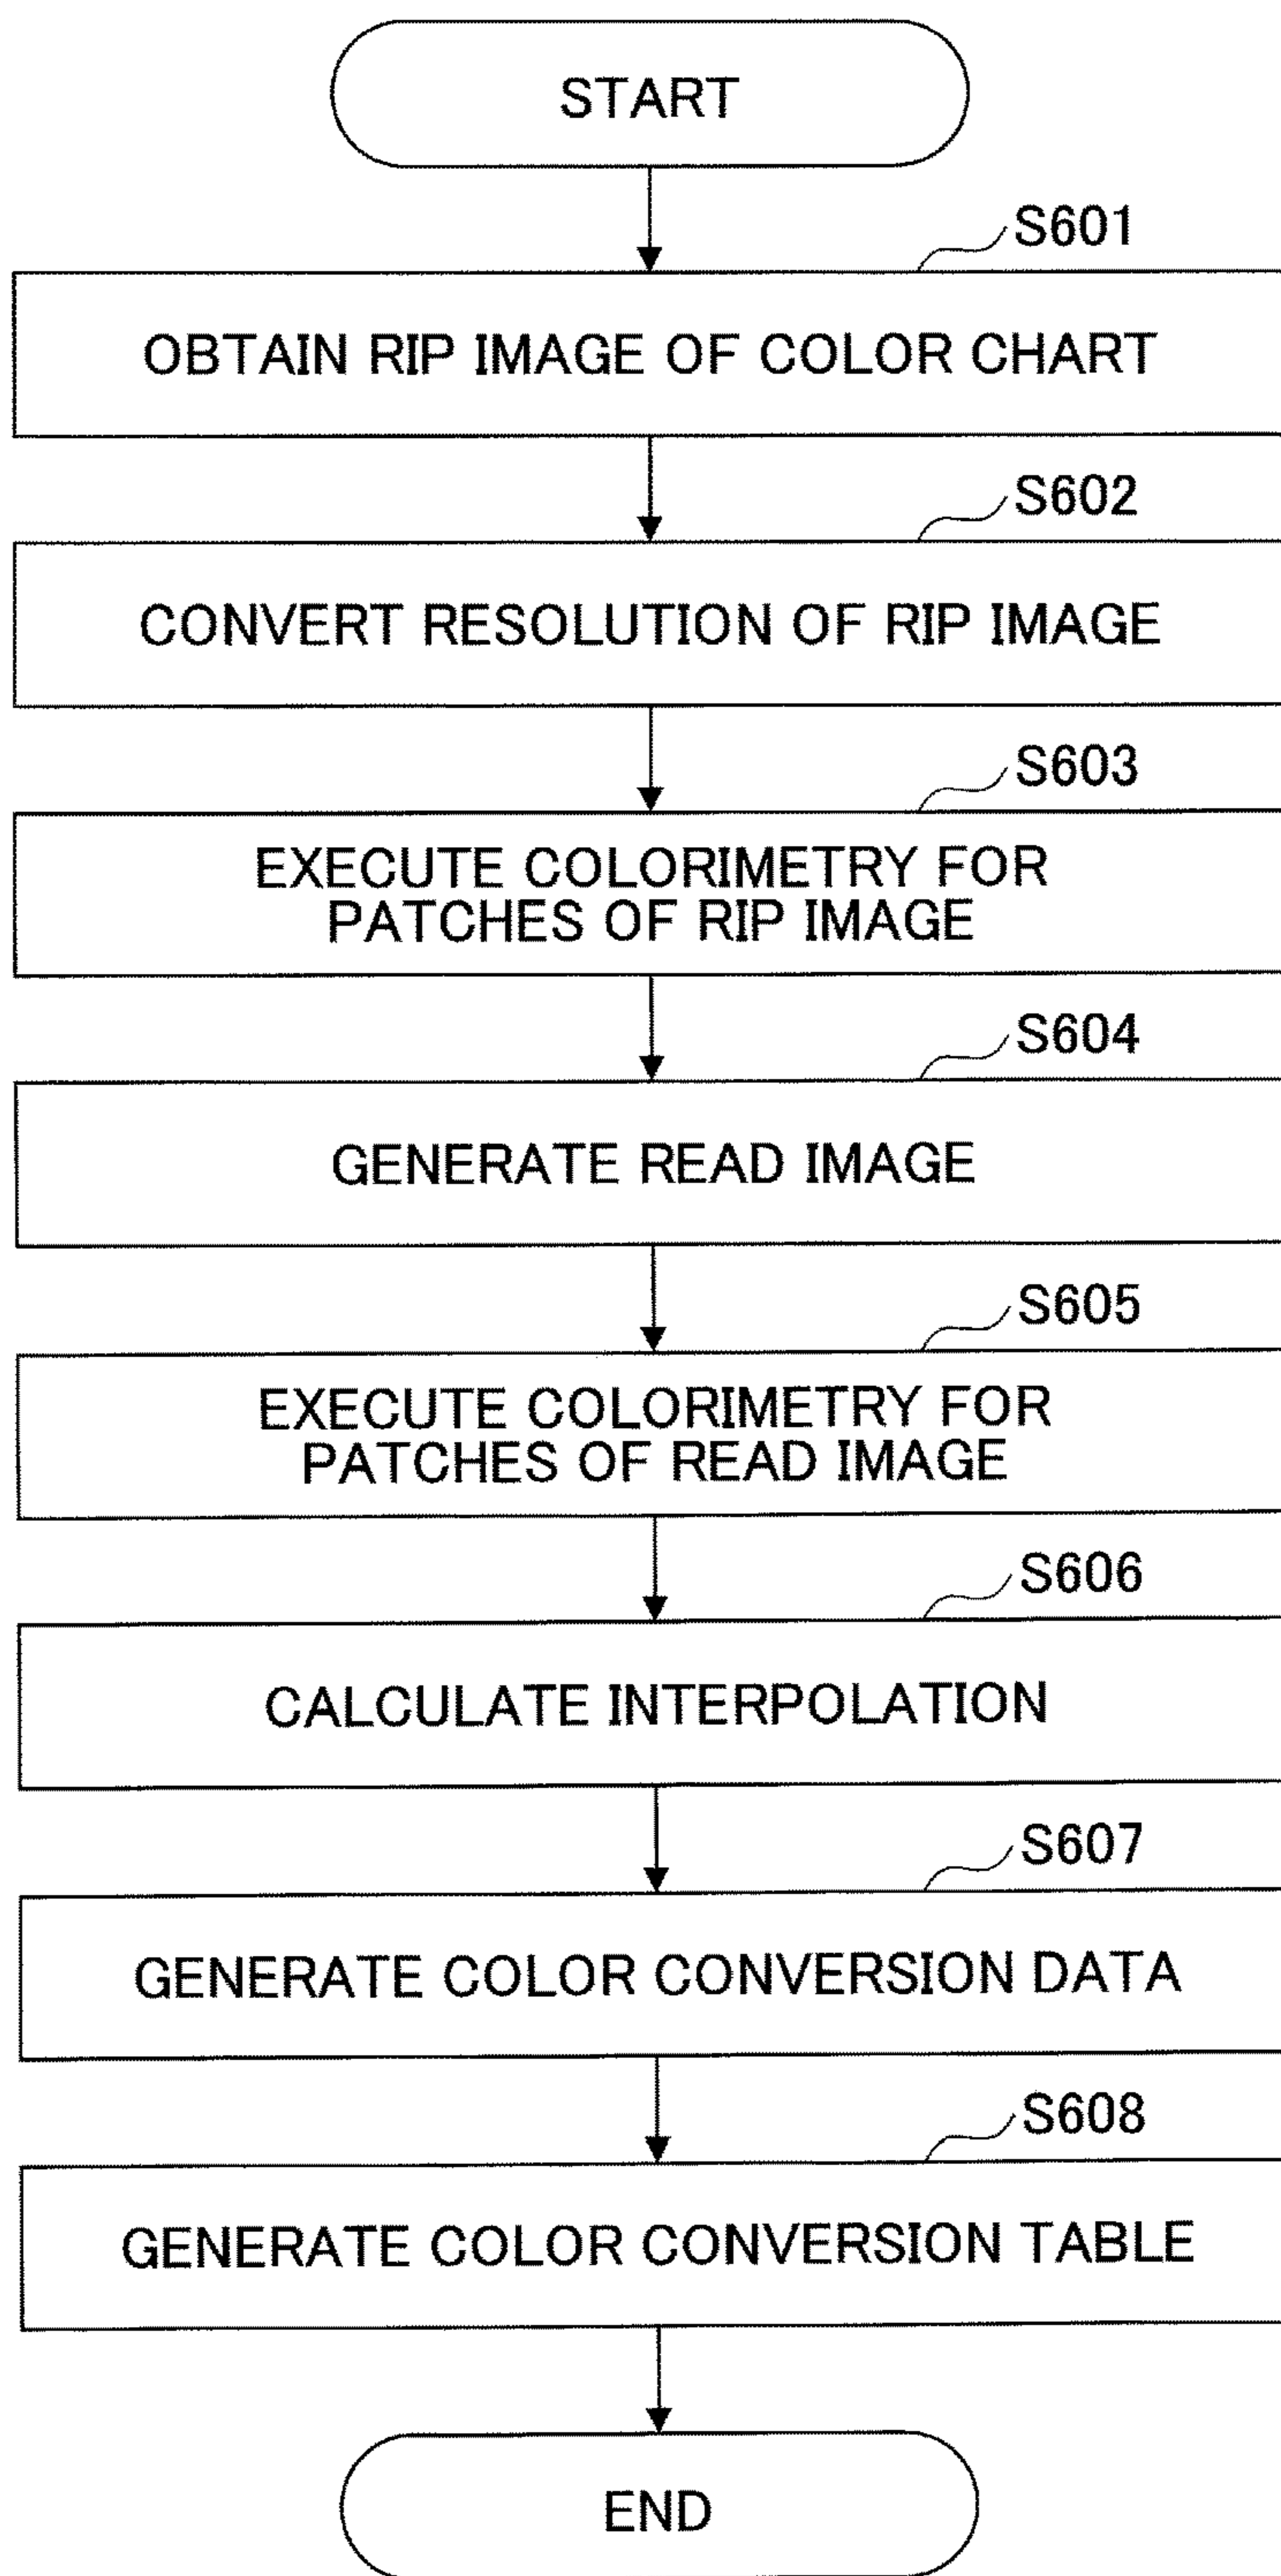 START
S601
OBTAIN RIP IMAGE OF COLOR CHART
S602
CONVERT RESOLUTION OF RIP IMAGE
S603
EXECUTE COLORIMETRY FOR
PATCHES OF RIP IMAGE
S604
GENERATE READ IMAGE
S605
EXECUTE COLORIMETRY FOR
PATCHES OF READ IMAGE
S606
CALCULATE INTERPOLATION
S607
GENERATE COLOR CONVERSION DATA
S608
GENERATE COLOR CONVERSION TABLE
END